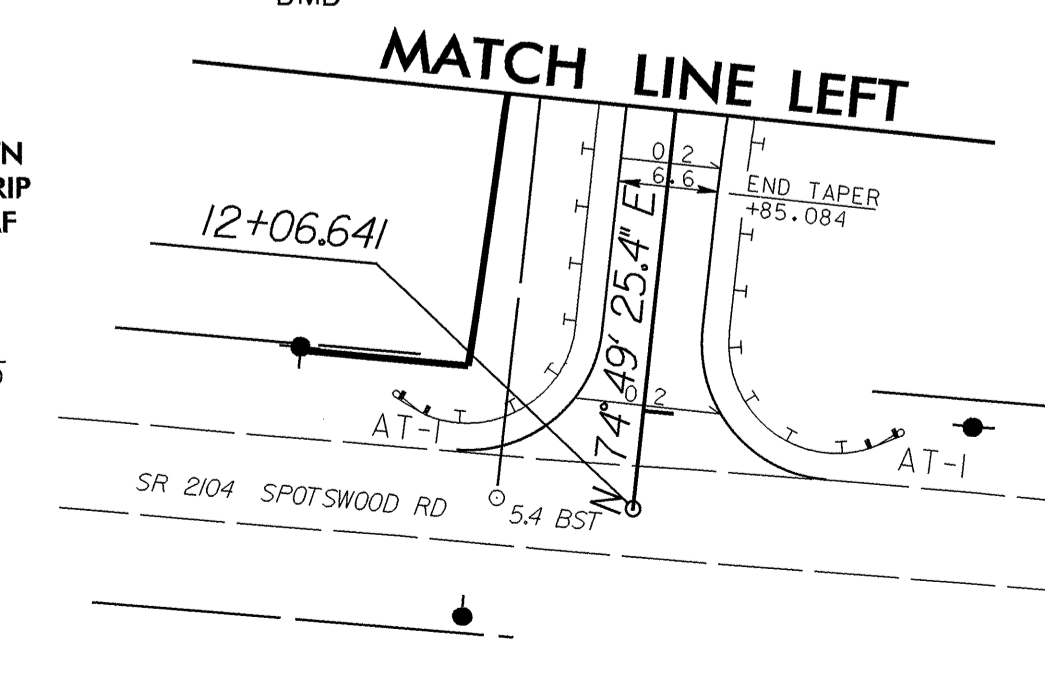 MATCH LINE LEFT
RIP
12+06.641
0.2
6.6
END TAPER
+85.084
N 74° 49' 25.4" E
0.2
AT-1
AT-1
SR 2104 SPOTSWOOD RD
5.4 BST